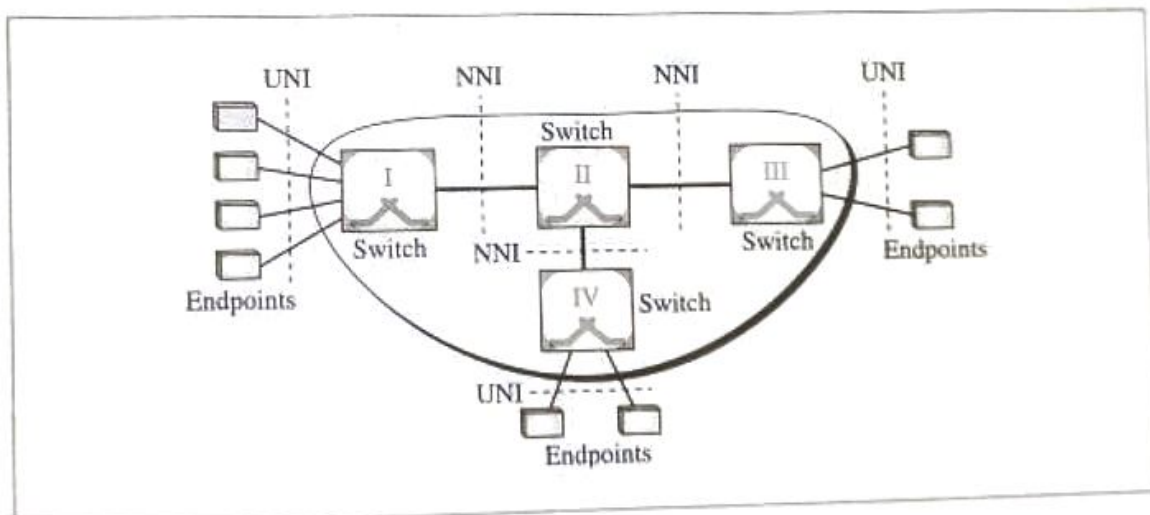 UNI
NNI
NNI
UNI
Switch
I
II
III
Switch
NNI
Switch
Endpoints
Endpoints
IV
Switch
UNI
Endpoints